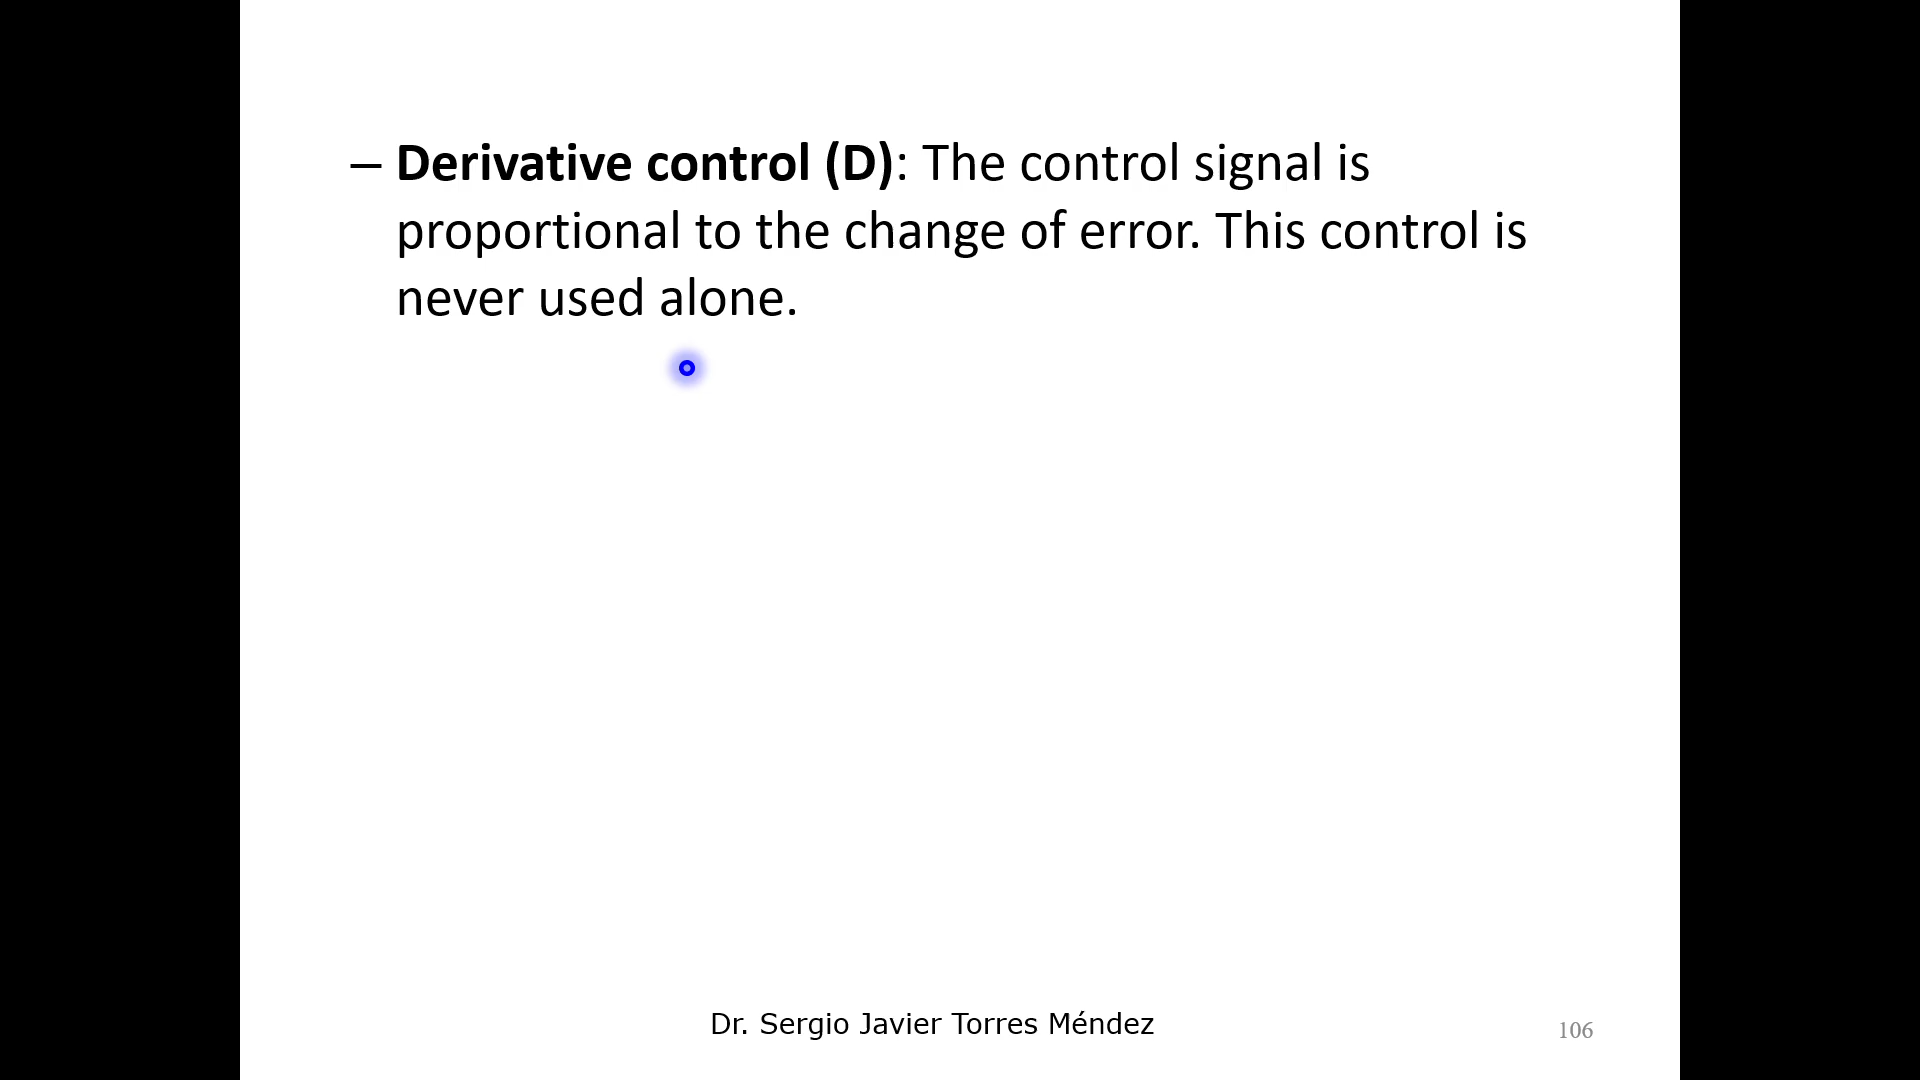 – Derivative control (D): The control signal is
proportional to the change of error. This control is
never used alone.
Dr. Sergio Javier Torres Méndez
106